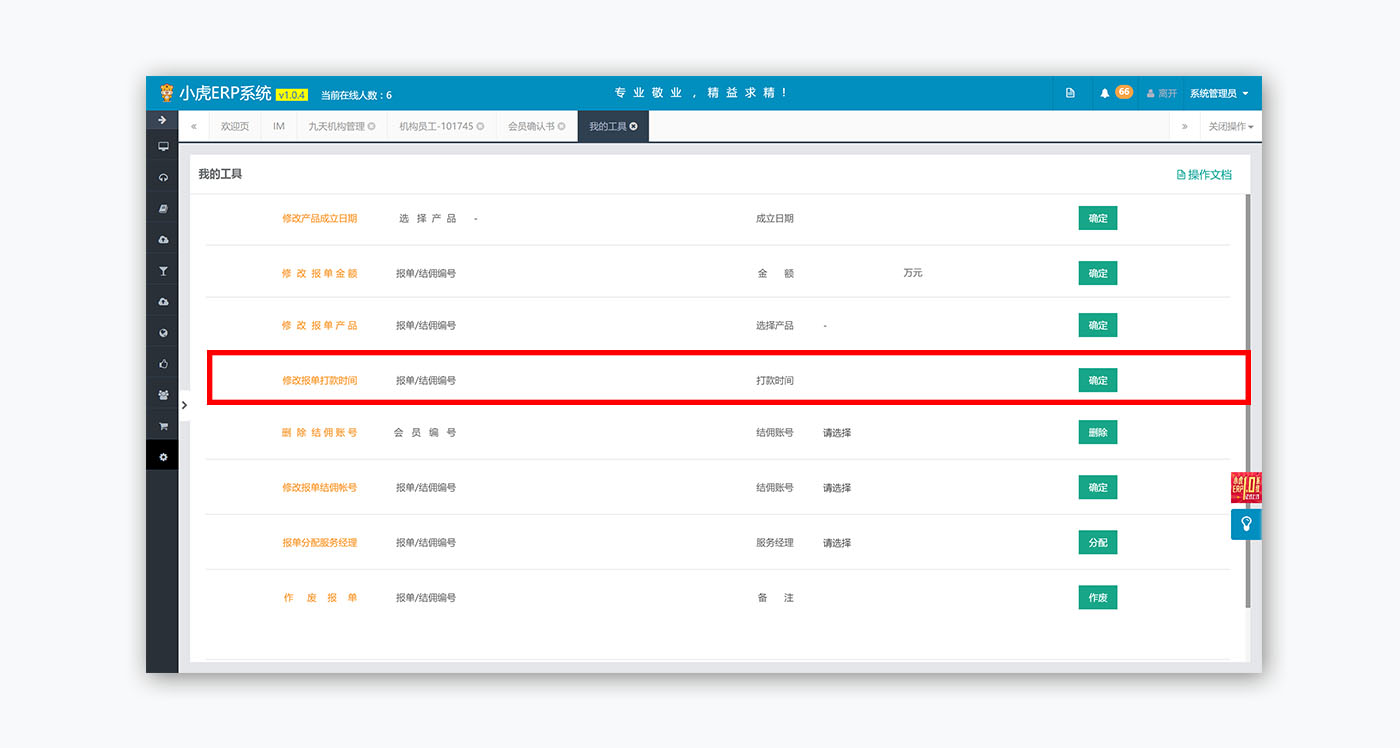 小虎ERP系统 v1.0.4 当前在线人数：6 专业敬业，精益求精！ 66 离开 系统管理员
欢迎页 IM 九天机构管理 机构员工-101745 会员确认书 我的工具 关闭操作
我的工具 操作文档
修改产品成立日期 选择产品 - 成立日期 确定
修改报单金额 报单/结佣编号 金额 万元 确定
修改报单产品 报单/结佣编号 选择产品 - 确定
修改报单打款时间 报单/结佣编号 打款时间 确定
删除结佣账号 会员编号 结佣账号 请选择 删除
修改报单结佣帐号 报单/结佣编号 结佣账号 请选择 确定
报单分配服务经理 报单/结佣编号 服务经理 请选择 分配
作废报单 报单/结佣编号 备注 作废
ERP1.0